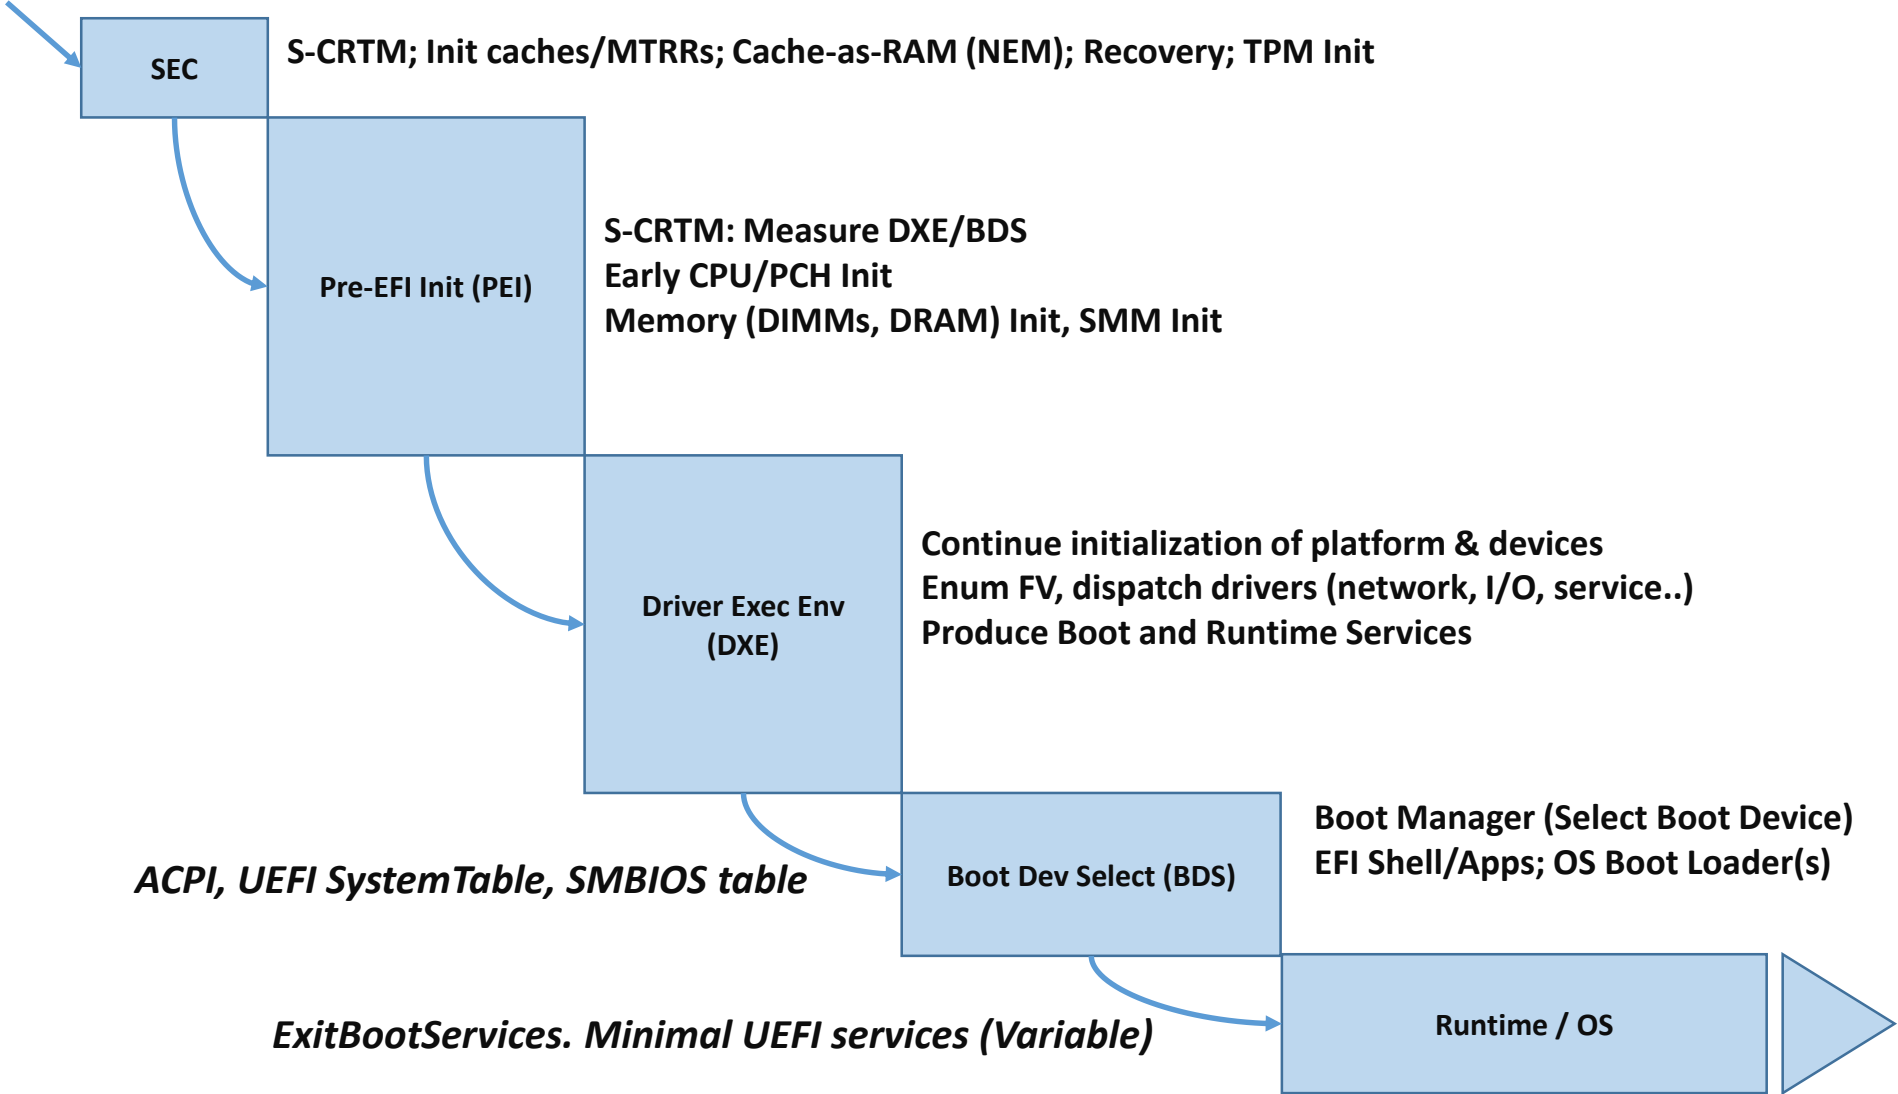 SEC
S-CRTM; Init caches/MTRRs; Cache-as-RAM (NEM); Recovery; TPM Init
Pre-EFI Init (PEI)
S-CRTM: Measure DXE/BDS
Early CPU/PCH Init
Memory (DIMMs, DRAM) Init, SMM Init
Driver Exec Env
(DXE)
Continue initialization of platform & devices
Enum FV, dispatch drivers (network, I/O, service..)
Produce Boot and Runtime Services
ACPI, UEFI SystemTable, SMBIOS table
Boot Dev Select (BDS)
Boot Manager (Select Boot Device)
EFI Shell/Apps; OS Boot Loader(s)
ExitBootServices. Minimal UEFI services (Variable)
Runtime / OS